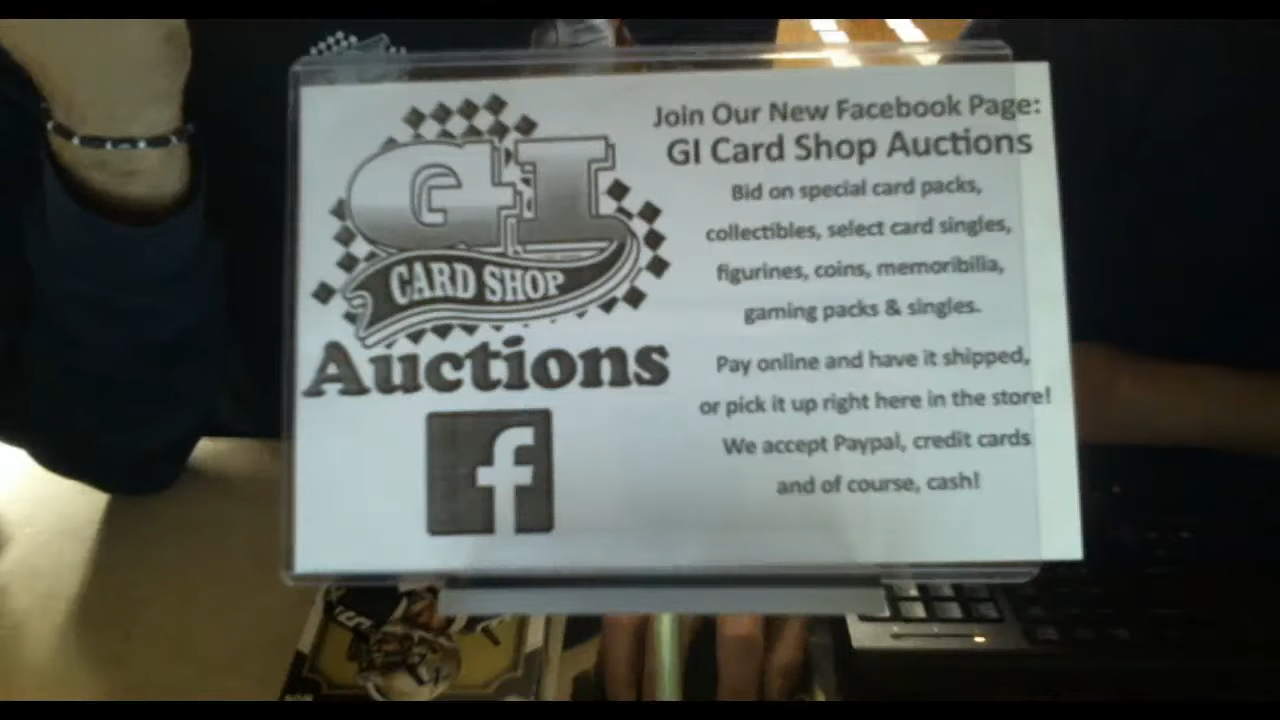 GI
CARD SHOP
Auctions
f
Join Our New Facebook Page:
GI Card Shop Auctions
Bid on special card packs,
collectibles, select card singles,
figurines, coins, memoribilia,
gaming packs & singles.
Pay online and have it shipped,
or pick it up right here in the store!
We accept Paypal, credit cards
and of course, cash!